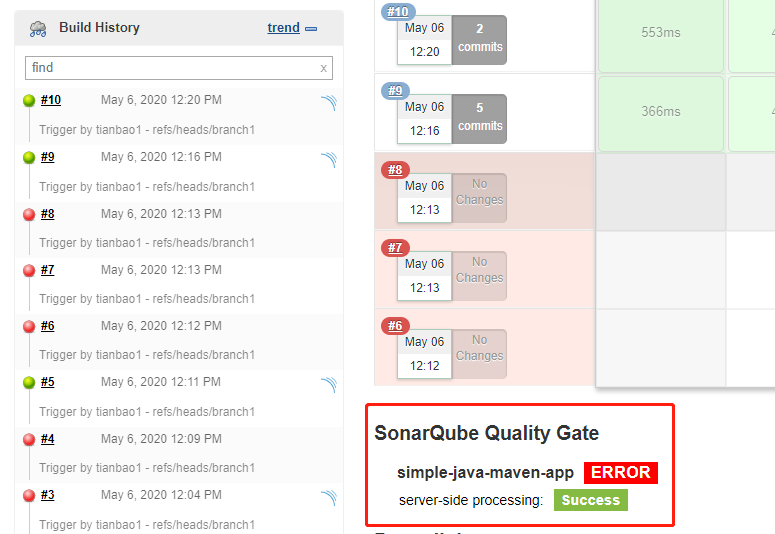 Build History
trend
find
x
#10 May 6, 2020 12:20 PM
Trigger by tianbao1 - refs/heads/branch1
#9 May 6, 2020 12:16 PM
Trigger by tianbao1 - refs/heads/branch1
#8 May 6, 2020 12:13 PM
Trigger by tianbao1 - refs/heads/branch1
#7 May 6, 2020 12:13 PM
Trigger by tianbao1 - refs/heads/branch1
#6 May 6, 2020 12:12 PM
Trigger by tianbao1 - refs/heads/branch1
#5 May 6, 2020 12:11 PM
Trigger by tianbao1 - refs/heads/branch1
#4 May 6, 2020 12:09 PM
Trigger by tianbao1 - refs/heads/branch1
#3 May 6, 2020 12:04 PM
Trigger by tianbao1 - refs/heads/branch1
#10
May 06
12:20
2
commits
553ms
#9
May 06
12:16
5
commits
366ms
#8
May 06
12:13
No
Changes
#7
May 06
12:13
No
Changes
#6
May 06
12:12
No
Changes
SonarQube Quality Gate
simple-java-maven-app ERROR
server-side processing: Success